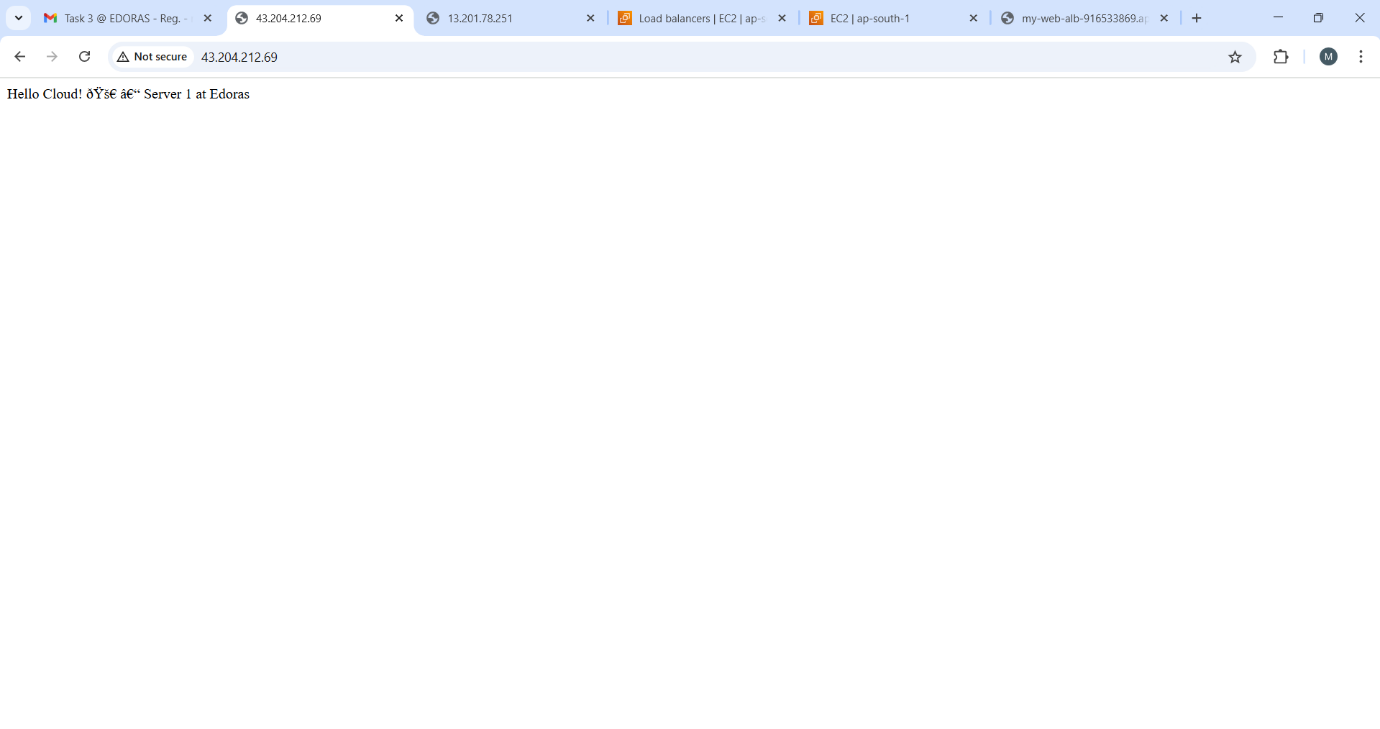 Task 3 @ EDORAS - Reg. -
43.204.212.69
13.201.78.251
Load balancers | EC2 | ap-s
EC2 | ap-south-1
my-web-alb-916533869.ap
Not secure
43.204.212.69
M
Hello Cloud! ðŸš€ â€“ Server 1 at Edoras